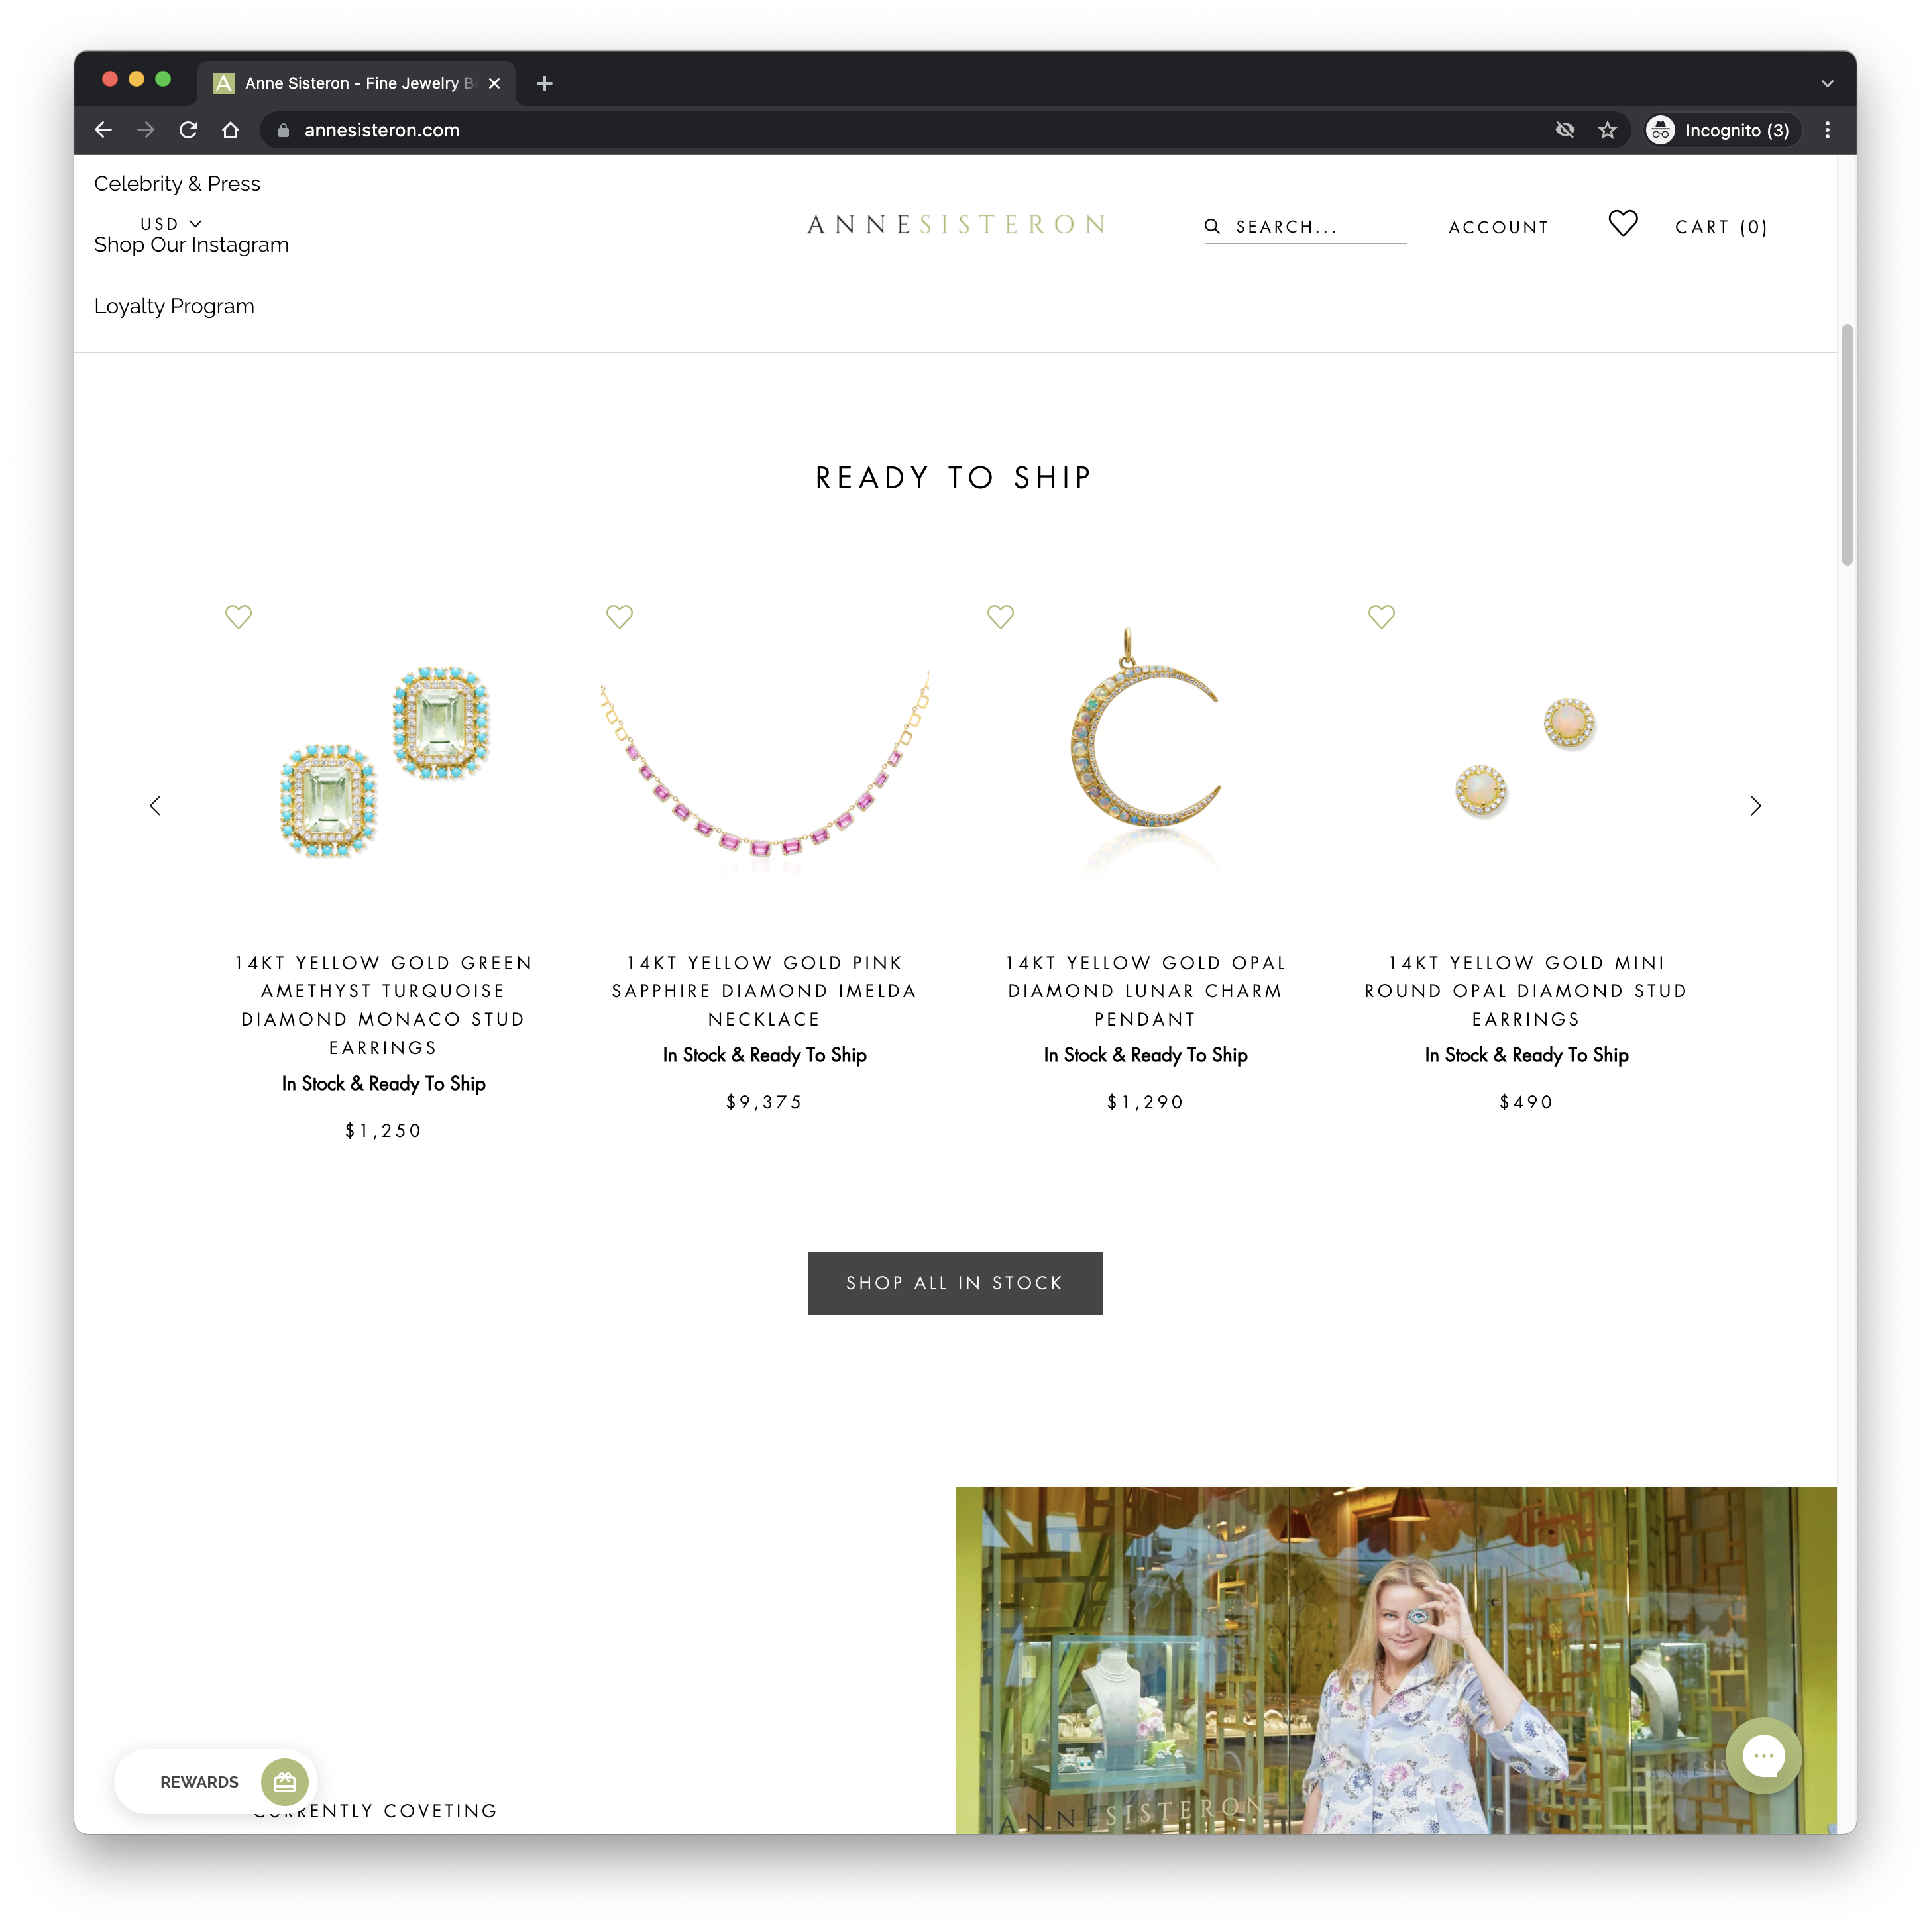 Anne Sisteron - Fine Jewelry B
annesisteron.com
Incognito (3)
Celebrity & Press
USD
Shop Our Instagram
Loyalty Program
ANNESISTERON
SEARCH...
ACCOUNT
CART (0)
READY TO SHIP
14KT YELLOW GOLD GREEN
AMETHYST TURQUOISE
DIAMOND MONACO STUD
EARRINGS
In Stock & Ready To Ship
$1,250
14KT YELLOW GOLD PINK
SAPPHIRE DIAMOND IMELDA
NECKLACE
In Stock & Ready To Ship
$9,375
14KT YELLOW GOLD OPAL
DIAMOND LUNAR CHARM
PENDANT
In Stock & Ready To Ship
$1,290
14KT YELLOW GOLD MINI
ROUND OPAL DIAMOND STUD
EARRINGS
In Stock & Ready To Ship
$490
SHOP ALL IN STOCK
REWARDS
CURRENTLY COVETING
ANNESISTERON